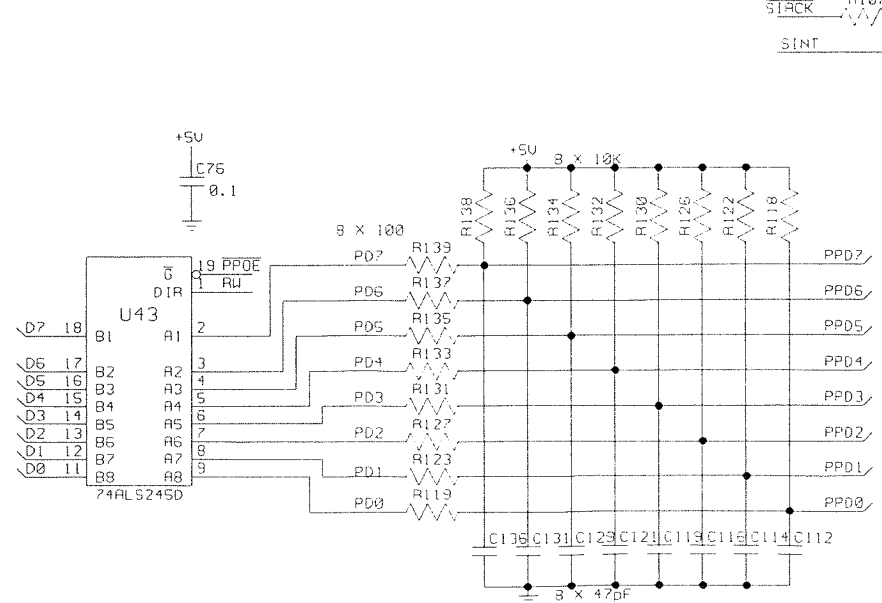 SIACK
SINT
+5V
C76
0.1
+5V
8 X 10K
R138 R136 R134 R132 R130 R126 R122 R118
8 X 100
19 PPOE
G
1 RW
DIR
U43
D7 18 B1 A1 2
D6 17 B2 A2 3
D5 16 B3 A3 4
D4 15 B4 A4 5
D3 14 B5 A5 6
D2 13 B6 A6 7
D1 12 B7 A7 8
D0 11 B8 A8 9
74ALS245D
PD7 R139 PPD7
PD6 R137 PPD6
PD5 R135 PPD5
PD4 R133 PPD4
PD3 R131 PPD3
PD2 R127 PPD2
PD1 R123 PPD1
PD0 R119 PPD0
C136 C131 C129 C121 C119 C116 C114 C112
8 X 47pF